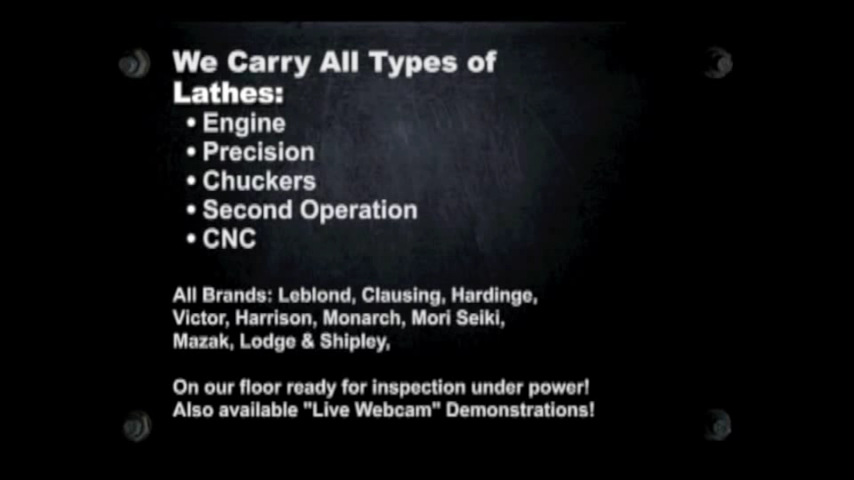 We Carry All Types of
Lathes:
• Engine
• Precision
• Chuckers
• Second Operation
• CNC
All Brands: Leblond, Clausing, Hardinge,
Victor, Harrison, Monarch, Mori Seiki,
Mazak, Lodge & Shipley,
On our floor ready for inspection under power!
Also available "Live Webcam" Demonstrations!